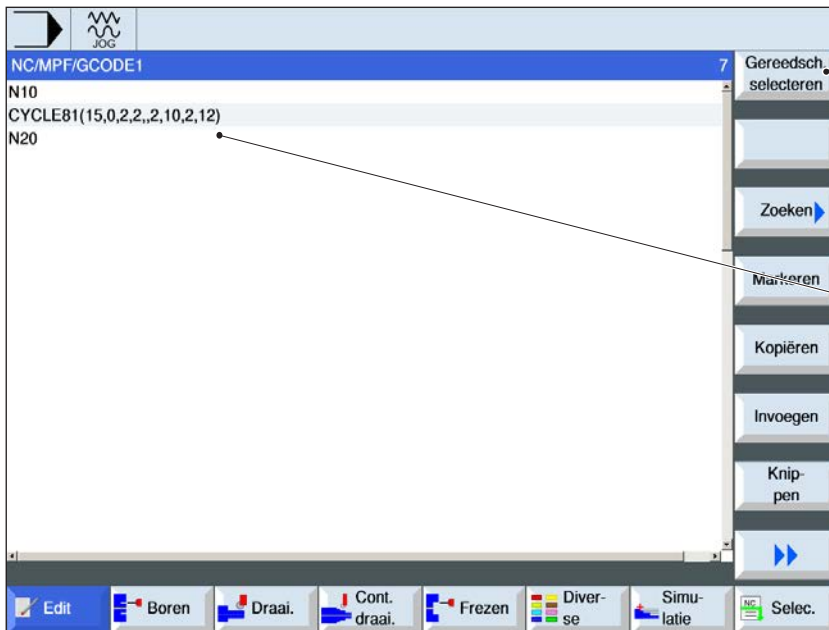 JOG
NC/MPF/GCODE1 7
N10
CYCLE81(15,0,2,2,,2,10,2,12)
N20
Gereedsch.
selecteren
Zoeken
Markeren
Kopiëren
Invoegen
Knip-
pen
Edit
Boren
Draai.
Cont.
draai.
Frezen
Diver-
se
Simu-
latie
NC
Selec.